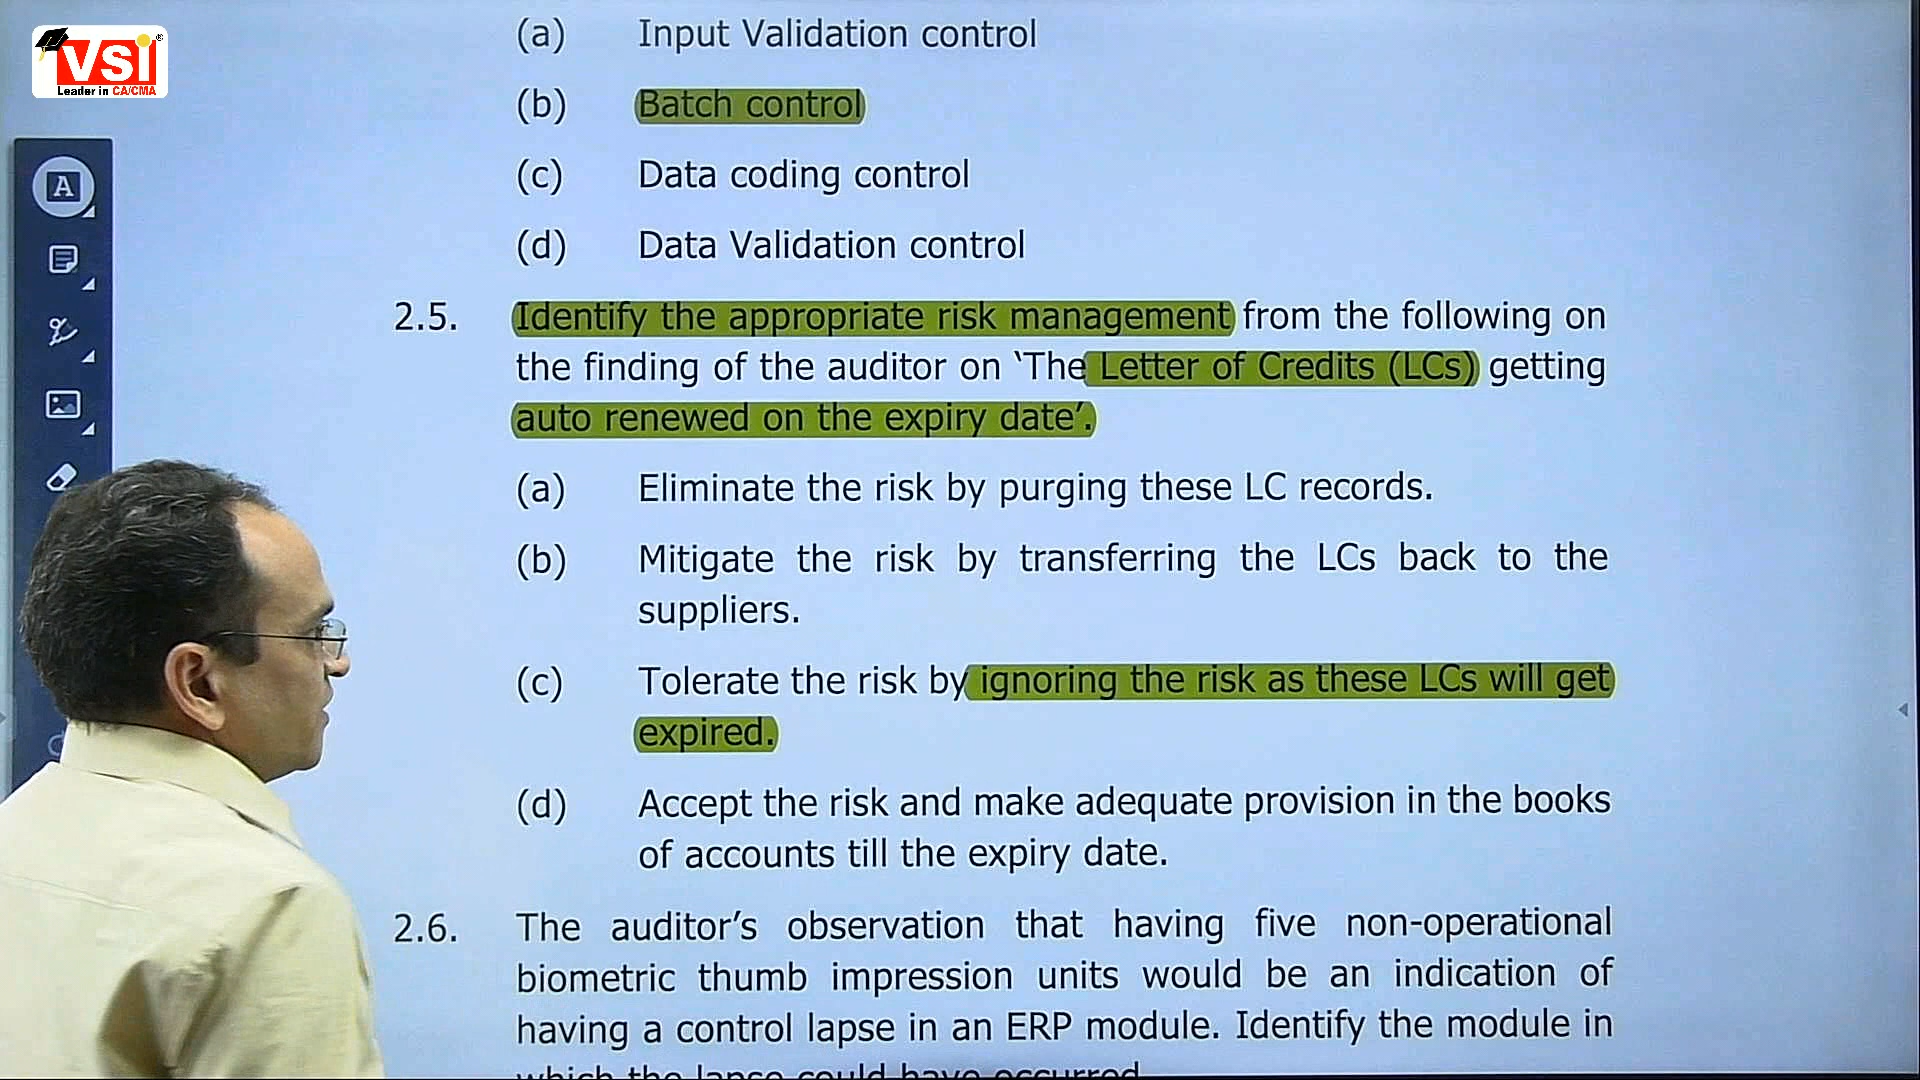 VSI
®
Leader in CA/CMA
A
(a) Input Validation control
(b) Batch control
(c) Data coding control
(d) Data Validation control
2.5. Identify the appropriate risk management from the following on
the finding of the auditor on ‘The Letter of Credits (LCs) getting
auto renewed on the expiry date’.
(a) Eliminate the risk by purging these LC records.
(b) Mitigate the risk by transferring the LCs back to the
suppliers.
(c) Tolerate the risk by ignoring the risk as these LCs will get
expired.
(d) Accept the risk and make adequate provision in the books
of accounts till the expiry date.
2.6. The auditor’s observation that having five non-operational
biometric thumb impression units would be an indication of
having a control lapse in an ERP module. Identify the module in
which the lapse could have occurred